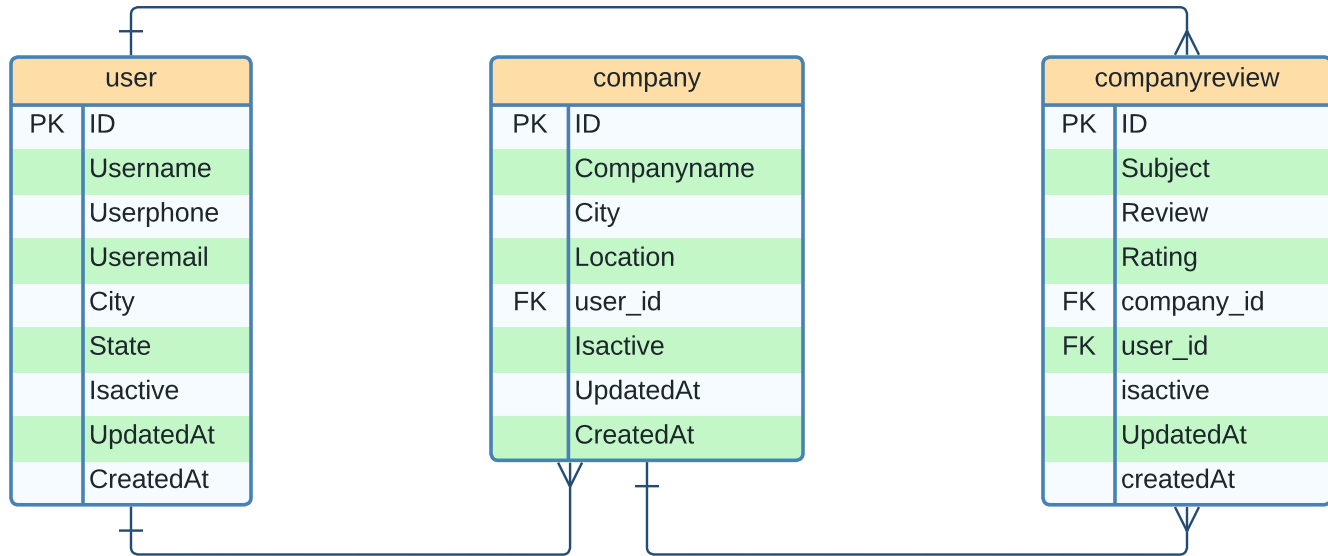 user
PK ID
Username
Userphone
Useremail
City
State
Isactive
UpdatedAt
CreatedAt
company
PK ID
Companyname
City
Location
FK user_id
Isactive
UpdatedAt
CreatedAt
companyreview
PK ID
Subject
Review
Rating
FK company_id
FK user_id
isactive
UpdatedAt
createdAt